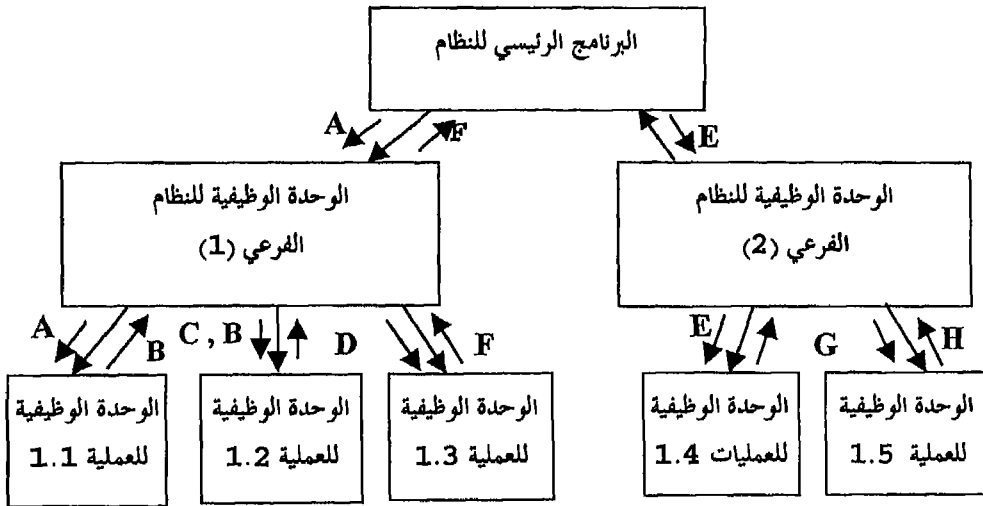 البرنامج الرئيسي للنظام
A
F
E
الوحدة الوظيفية للنظام
الفرعي (1)
الوحدة الوظيفية للنظام
الفرعي (2)
A
B
C , B
D
F
E
G
H
الوحدة الوظيفية
للعملية 1.1
الوحدة الوظيفية
للعملية 1.2
الوحدة الوظيفية
للعملية 1.3
الوحدة الوظيفية
للعمليات 1.4
الوحدة الوظيفية
للعملية 1.5